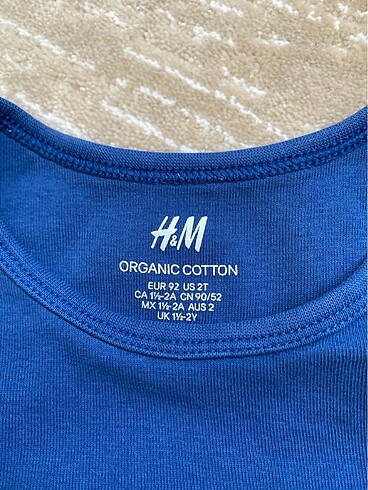 H&M
ORGANIC COTTON
EUR 92 US 2T
CA 1½-2A CN 90/52
MX 1½-2A AUS 2
UK 1½-2Y